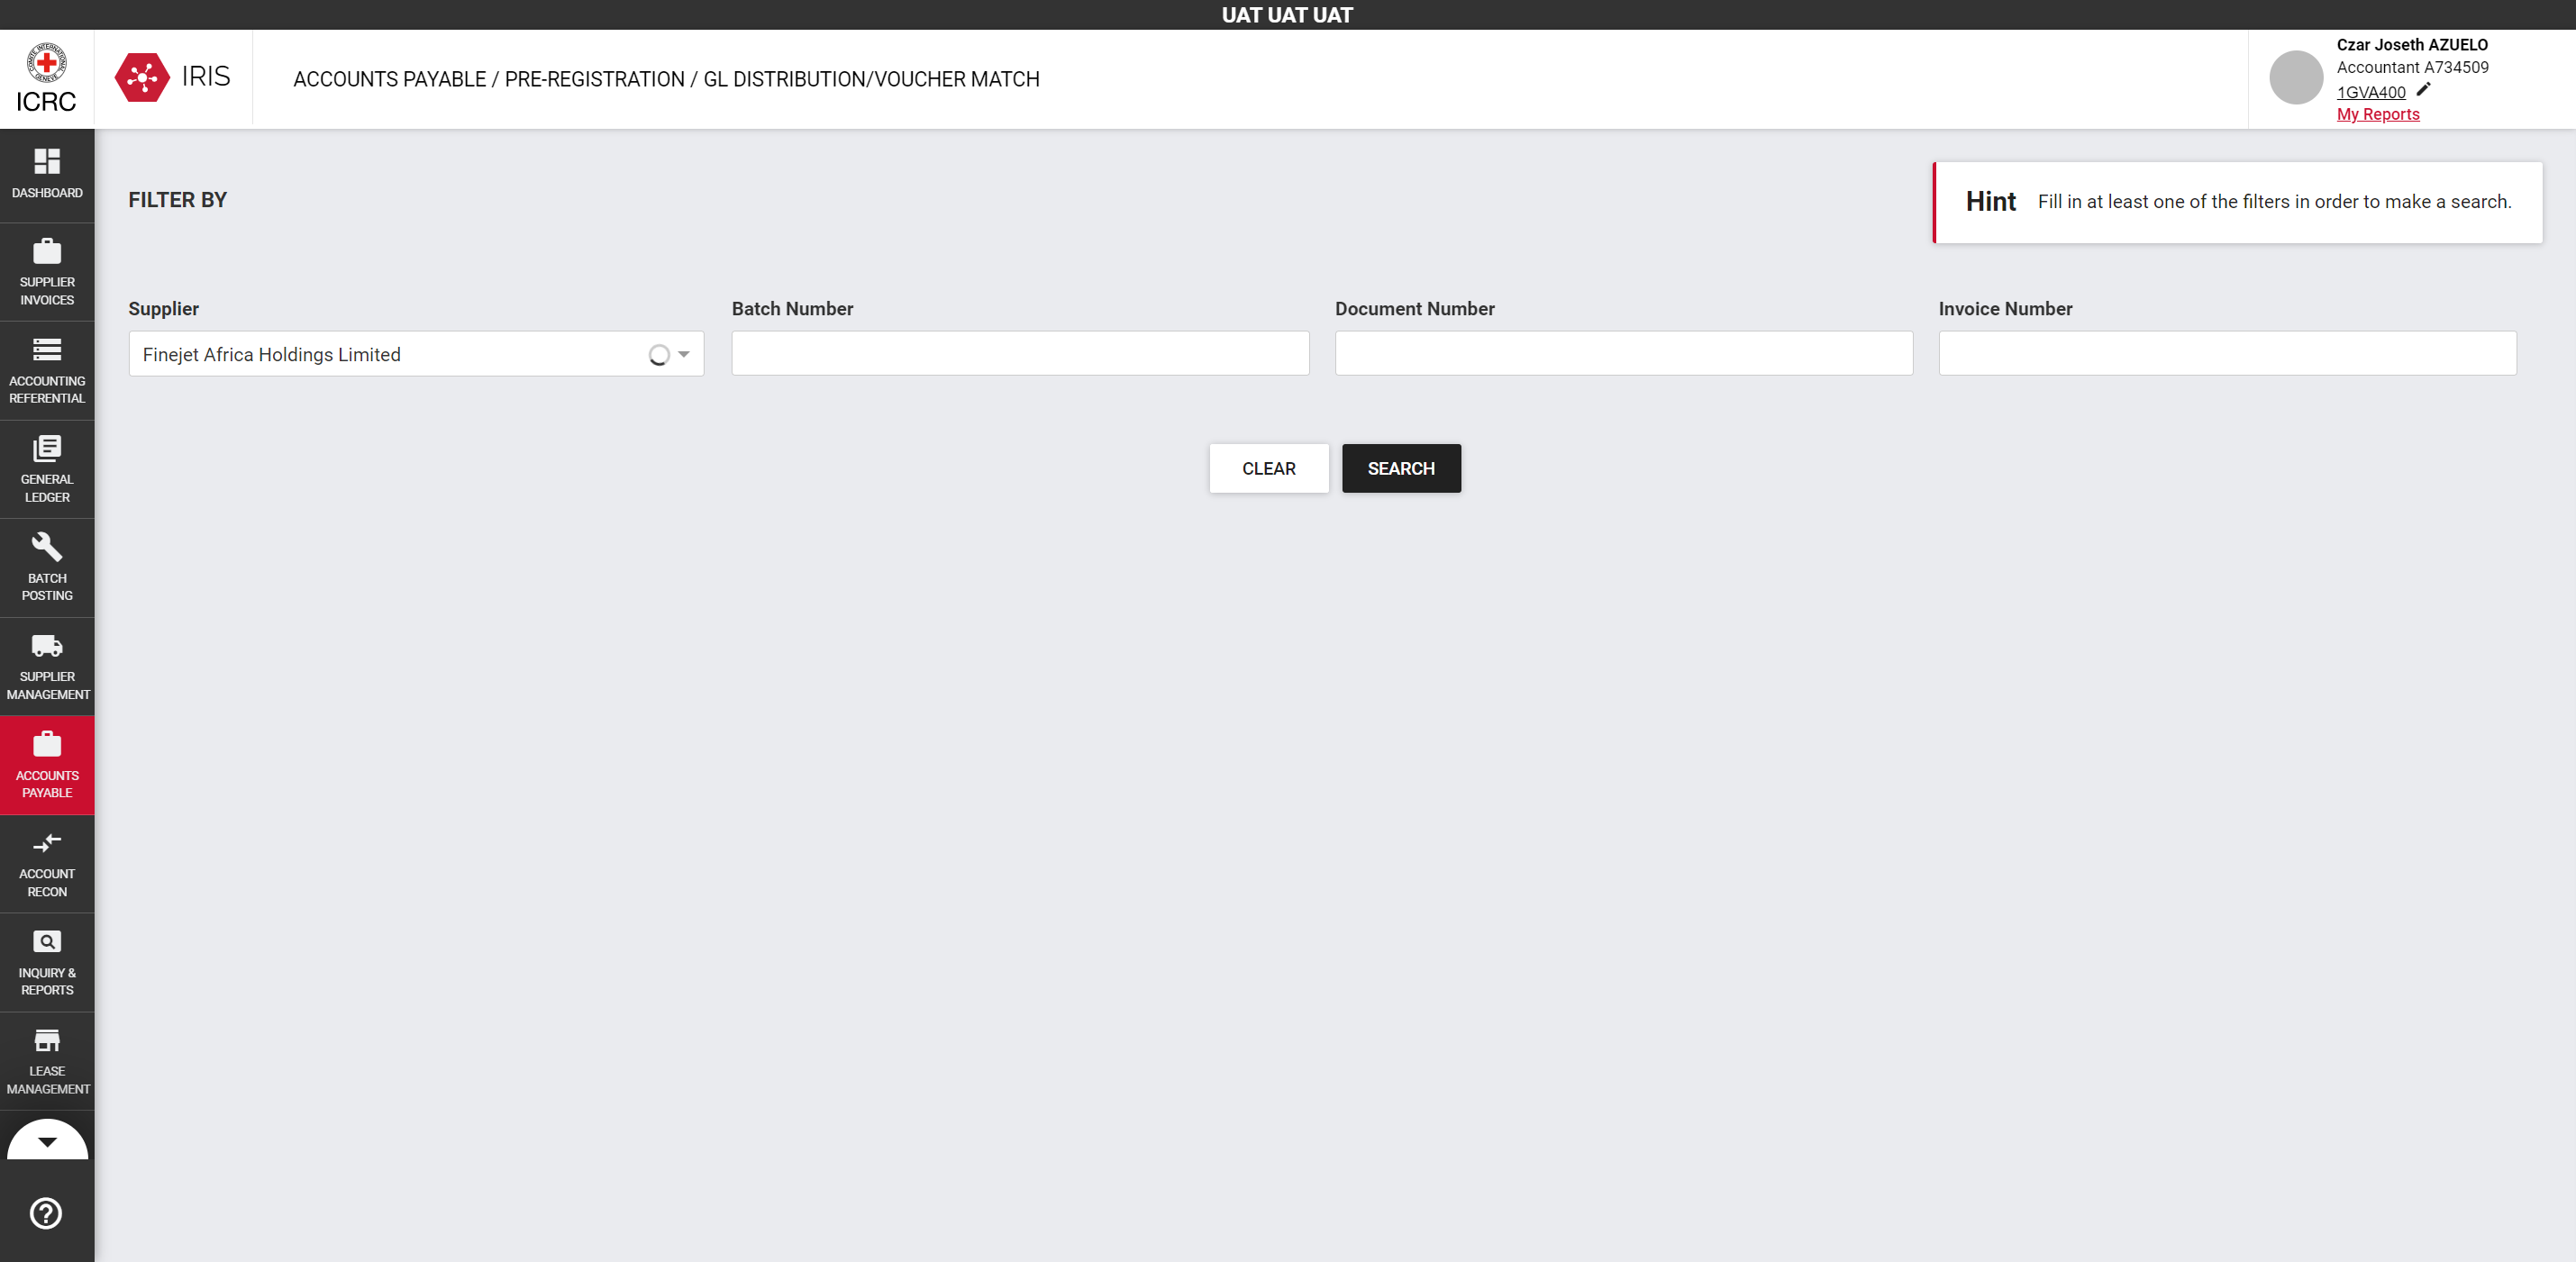 UAT UAT UAT
COMITE INTERNATIONAL GENEVE
ICRC
IRIS
ACCOUNTS PAYABLE / PRE-REGISTRATION / GL DISTRIBUTION/VOUCHER MATCH
Czar Joseth AZUELO
Accountant A734509
1GVA400
My Reports
DASHBOARD
SUPPLIER
INVOICES
ACCOUNTING
REFERENTIAL
GENERAL
LEDGER
BATCH
POSTING
SUPPLIER
MANAGEMENT
ACCOUNTS
PAYABLE
ACCOUNT
RECON
INQUIRY &
REPORTS
LEASE
MANAGEMENT
FILTER BY
Hint Fill in at least one of the filters in order to make a search.
Supplier
Finejet Africa Holdings Limited
Batch Number
Document Number
Invoice Number
CLEAR
SEARCH